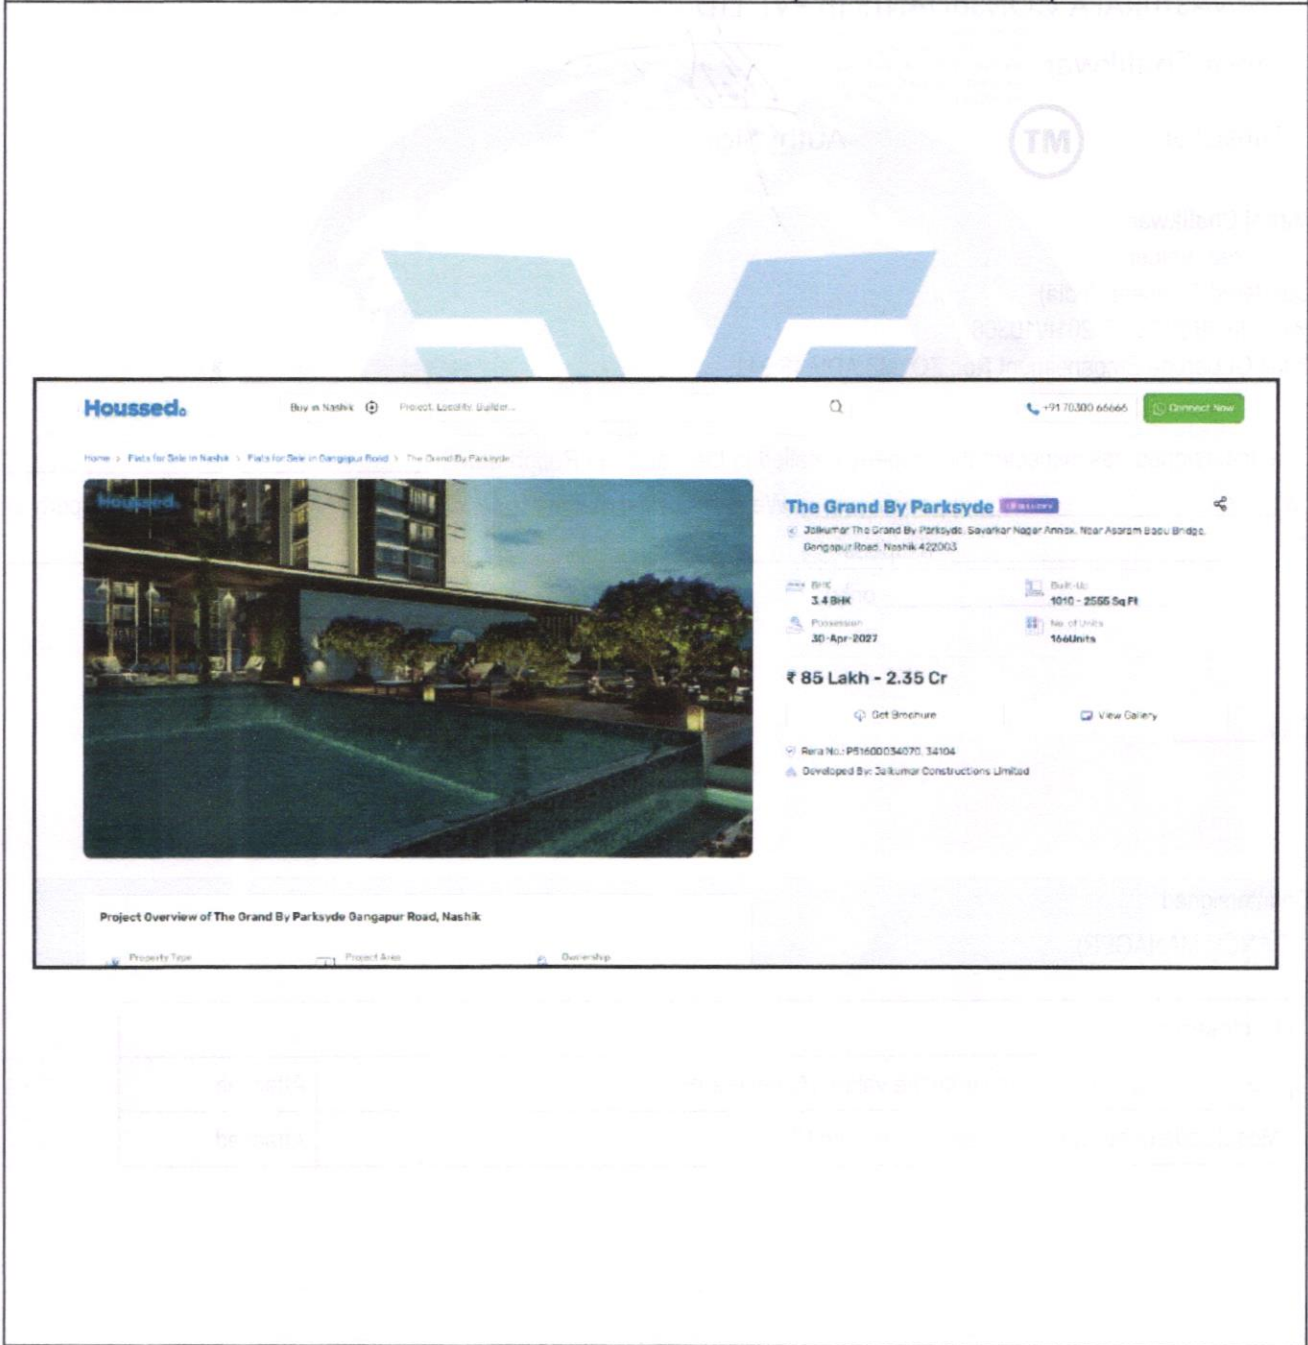 TM
Houssed.
Buy in Nashik
Project, Locality, Builder...
+91 70300 66666
Connect Now
Home > Flats for Sale in Nashik > Flats for Sale in Gangapur Road > The Grand By Parksyde
Houssed.
The Grand By Parksyde
Jaikumar The Grand By Parksyde, Savarkar Nagar Annex, Near Asaram Bapu Bridge,
Gangapur Road, Nashik 422003
BHK
3,4 BHK
Built-Up
1010 - 2555 Sq Ft
Possession
30-Apr-2027
No. of Units
166Units
₹ 85 Lakh - 2.35 Cr
Get Brochure
View Gallery
Rera No.: P51600034070, 34104
Developed By: Jaikumar Constructions Limited
Project Overview of The Grand By Parksyde Gangapur Road, Nashik
Property Type
Project Area
Ownership